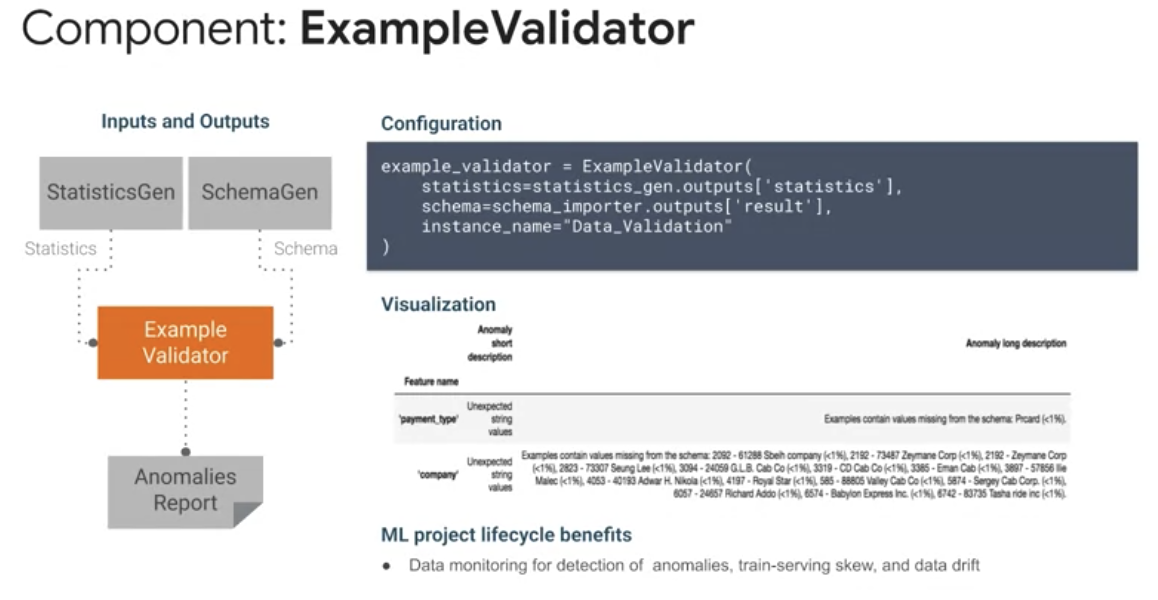 Component: ExampleValidator
Inputs and Outputs
StatisticsGen
SchemaGen
Statistics
Schema
Example
Validator
Anomalies
Report
Configuration
example_validator = ExampleValidator(
statistics=statistics_gen.outputs['statistics'],
schema=schema_importer.outputs['result'],
instance_name="Data_Validation"
)
Visualization
Anomaly
short
description
Anomaly long description
Feature name
'payment_type'
Unexpected
string
values
Examples contain values missing from the schema: Prcard (<1%).
'company'
Unexpected
string
values
Examples contain values missing from the schema: 2092 - 61288 Sbeih company (<1%), 2192 - 73487 Zeymane Corp (<1%), 2192 - Zeymane Corp
(<1%), 2823 - 73307 Seung Lee (<1%), 3094 - 24059 G.L.B. Cab Co (<1%), 3319 - CD Cab Co (<1%), 3385 - Eman Cab (<1%), 3897 - 57856 Ilie
Malec (<1%), 4053 - 40193 Adwar H. Nikola (<1%), 4197 - Royal Star (<1%), 585 - 88805 Valley Cab Co (<1%), 5874 - Sergey Cab Corp. (<1%),
6057 - 24657 Richard Addo (<1%), 6574 - Babylon Express Inc. (<1%), 6742 - 83735 Tasha ride inc (<1%).
ML project lifecycle benefits
● Data monitoring for detection of anomalies, train-serving skew, and data drift